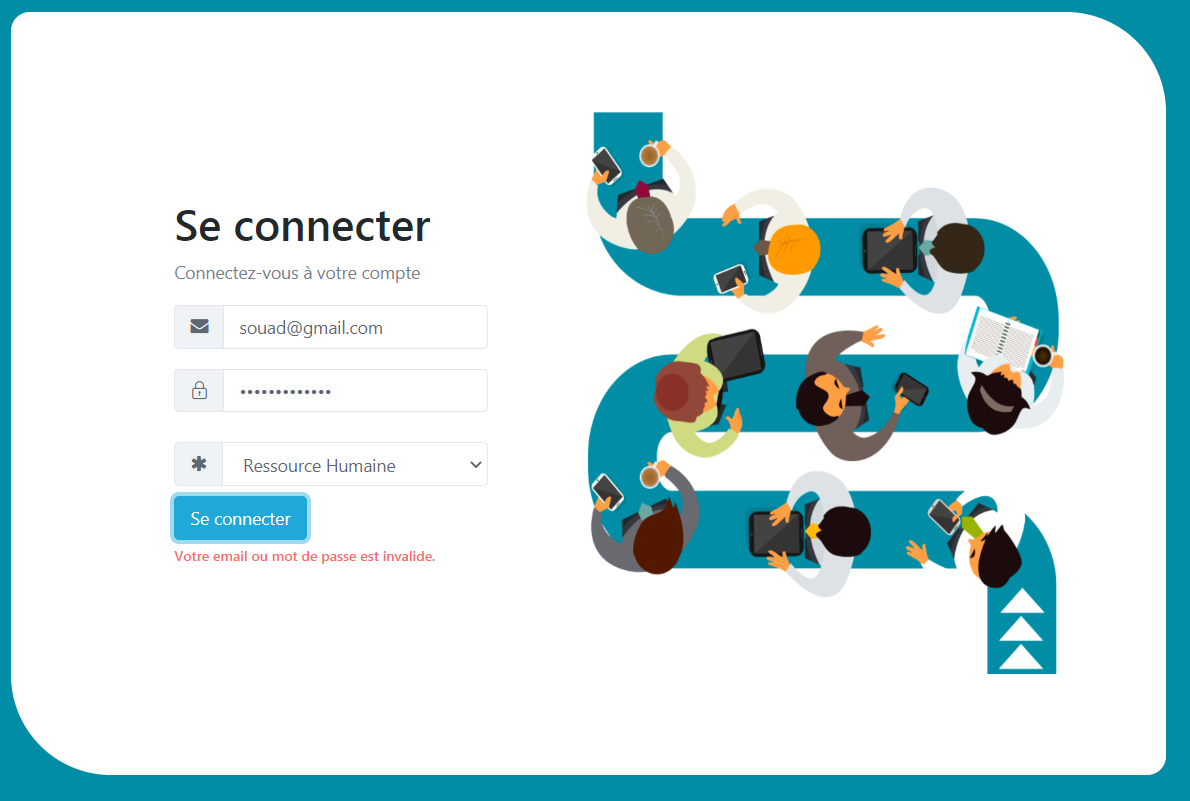 Se connecter
Connectez-vous à votre compte
souad@gmail.com
•••••••••••••
Ressource Humaine
Se connecter
Votre email ou mot de passe est invalide.